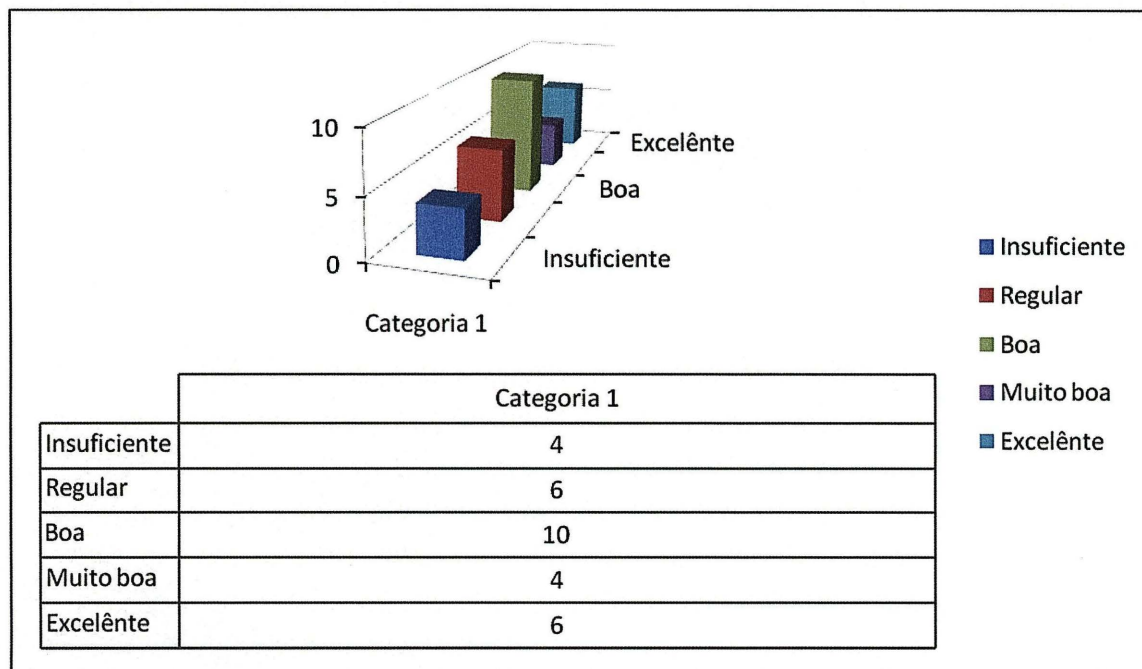 10
5
0
Excelênte
Boa
Insuficiente
Categoria 1
Insuficiente
Regular
Boa
Muito boa
Excelênte
Categoria 1
Insuficiente 4
Regular 6
Boa 10
Muito boa 4
Excelênte 6